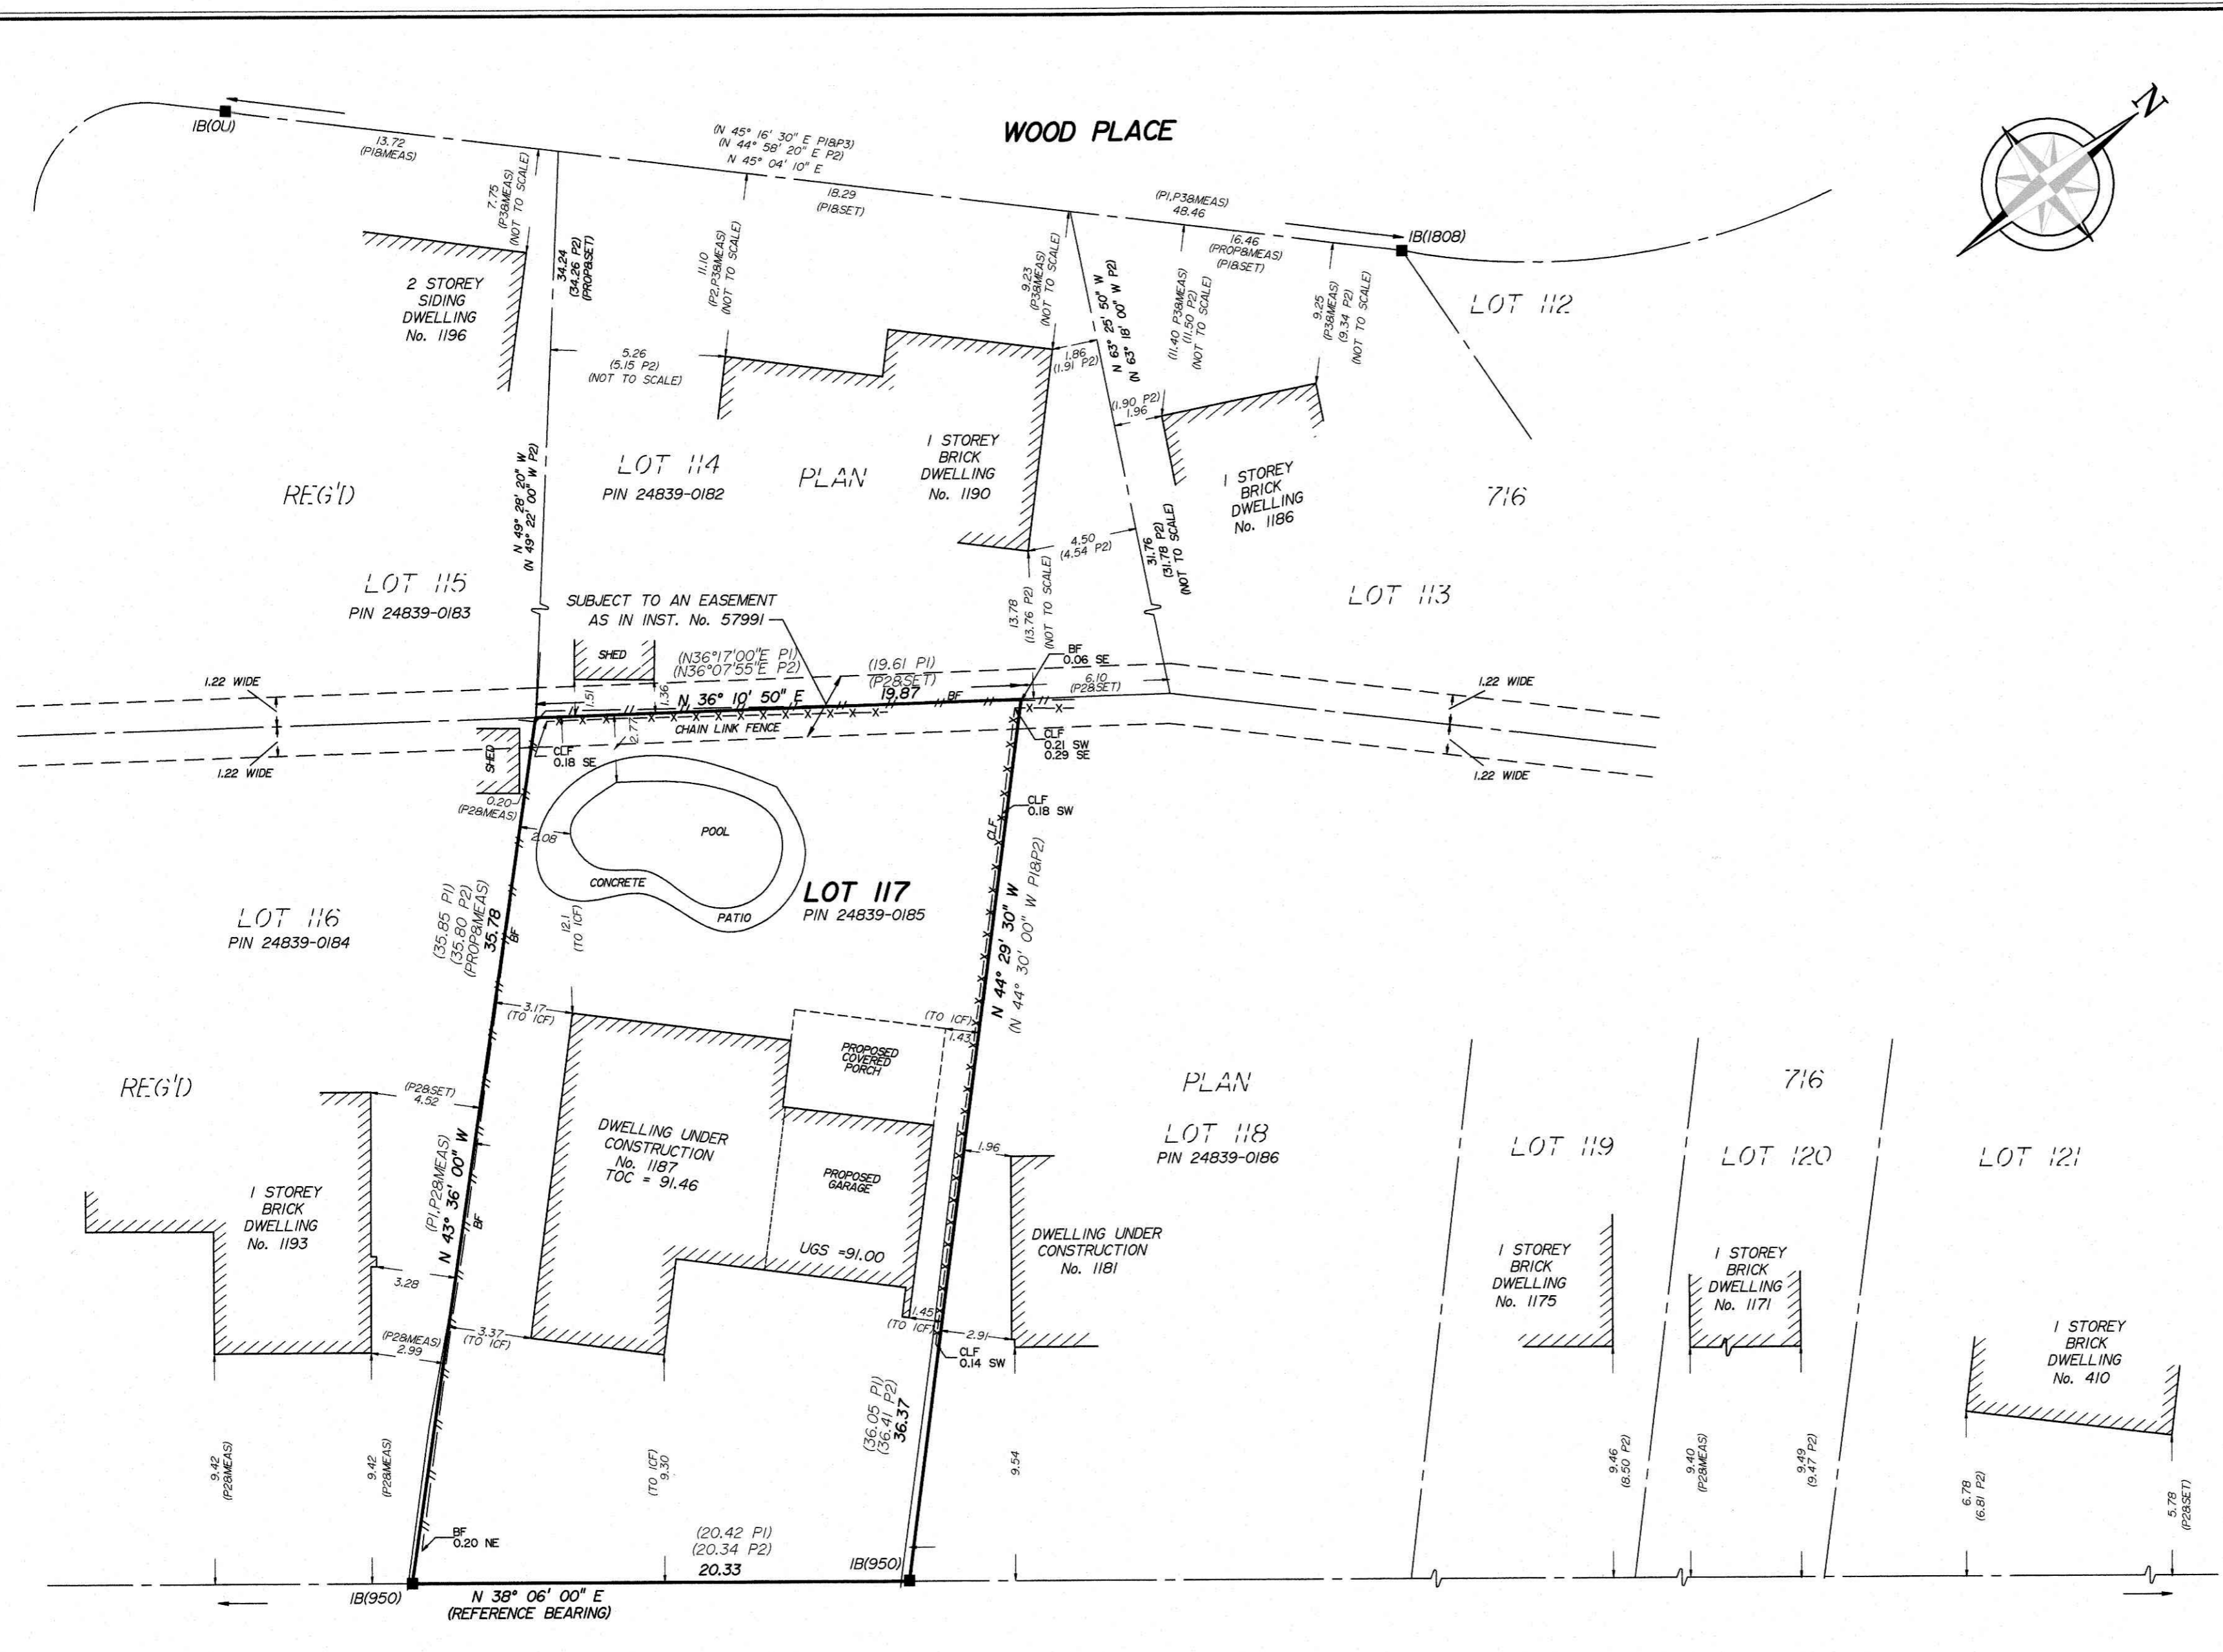 N
WOOD PLACE
IB(OU)
13.72
(P1&MEAS)
(N 45° 16' 30" E P1&P3)
(N 44° 58' 20" E P2)
N 45° 04' 10" E
18.29
(P1&SET)
(P1,P3&MEAS)
48.46
16.46
(PROP&MEAS)
(P1&SET)
IB(1808)
7.75
(P3&MEAS)
(NOT TO SCALE)
34.24
(34.26 P2)
(PROP&SET)
11.10
(P2,P3&MEAS)
(NOT TO SCALE)
9.23
(P3&MEAS)
(NOT TO SCALE)
N 63° 25' 50" W
(N 63° 18' 00" W P2)
(11.40 P3&MEAS)
(11.50 P2)
(NOT TO SCALE)
9.25
(P3&MEAS)
(9.34 P2)
(NOT TO SCALE)
LOT 112
2 STOREY
SIDING
DWELLING
No. 1196
5.26
(5.15 P2)
(NOT TO SCALE)
1.86
(1.91 P2)
(1.90 P2)
1.96
1 STOREY
BRICK
DWELLING
No. 1190
1 STOREY
BRICK
DWELLING
No. 1186
LOT 114
PIN 24839-0182
PLAN
REG'D
716
N 49° 28' 20" W
(N 49° 22' 00" W P2)
4.50
(4.54 P2)
31.76
(31.78 P2)
(NOT TO SCALE)
LOT 115
PIN 24839-0183
LOT 113
SUBJECT TO AN EASEMENT
AS IN INST. No. 57991
13.78
(13.76 P2)
(NOT TO SCALE)
SHED
(N36°17'00"E P1)
(N36°07'55"E P2)
(19.61 P1)
(P2&SET)
BF
0.06 SE
6.10
(P2&SET)
1.22 WIDE
1.22 WIDE
1.51
1.36
N 36° 10' 50" E
19.87
BF
CHAIN LINK FENCE
2.77
CLF
0.18 SE
CLF
0.21 SW
0.29 SE
SHED
1.22 WIDE
1.22 WIDE
0.20
(P2&MEAS)
2.08
POOL
CONCRETE
PATIO
CLF
CLF
0.18 SW
LOT 117
PIN 24839-0185
LOT 116
PIN 24839-0184
(35.85 P1)
(35.80 P2)
(PROP&MEAS)
35.78
BF
12.1
(TO ICF)
N 44° 29' 30" W
(N 44° 30' 00" W P1&P2)
3.17
(TO ICF)
(TO ICF)
1.43
PROPOSED
COVERED
PORCH
REG'D
(P2&SET)
4.52
PLAN
716
DWELLING UNDER
CONSTRUCTION
No. 1187
TOC = 91.46
PROPOSED
GARAGE
UGS =91.00
LOT 118
PIN 24839-0186
LOT 119
LOT 120
LOT 121
1.96
(P1,P2&MEAS)
N 43° 36' 00" W
BF
1 STOREY
BRICK
DWELLING
No. 1193
3.28
DWELLING UNDER
CONSTRUCTION
No. 1181
1 STOREY
BRICK
DWELLING
No. 1175
1 STOREY
BRICK
DWELLING
No. 1171
1 STOREY
BRICK
DWELLING
No. 410
(P2&MEAS)
2.99
3.37
(TO ICF)
1.45
(TO ICF)
2.91
CLF
0.14 SW
(36.05 P1)
(36.41 P2)
36.37
9.42
(P2&MEAS)
9.42
(P2&MEAS)
(TO ICF)
9.30
9.54
9.46
(8.50 P2)
9.40
(P2&MEAS)
9.49
(9.47 P2)
6.78
(6.81 P2)
5.78
(P2&SET)
BF
0.20 NE
(20.42 P1)
(20.34 P2)
20.33
IB(950)
IB(950)
N 38° 06' 00" E
(REFERENCE BEARING)